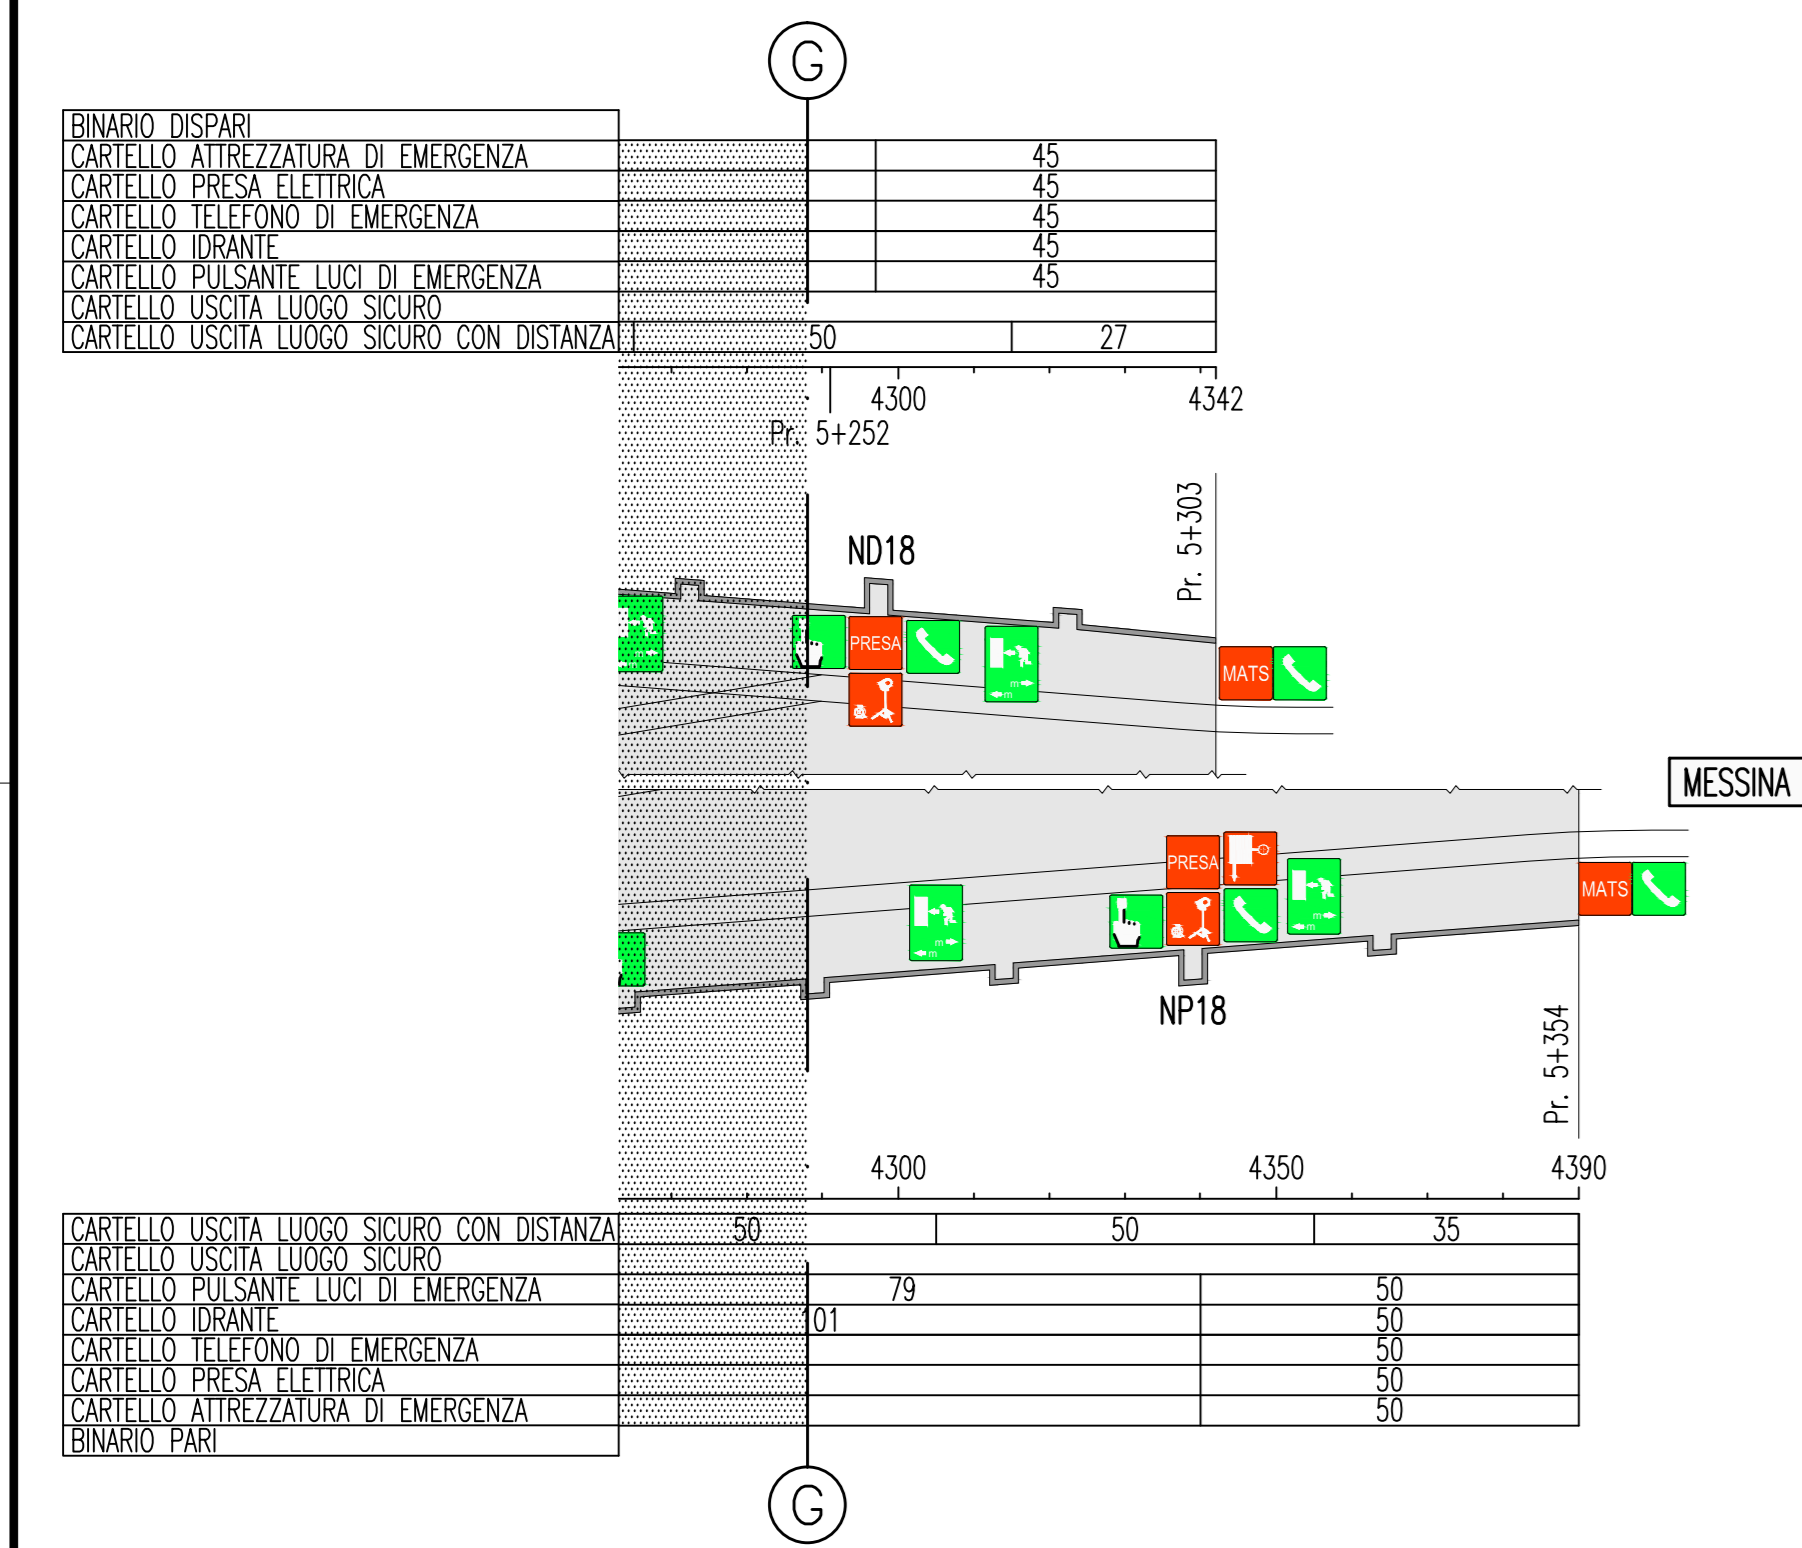 G
BINARIO DISPARI
CARTELLO ATTREZZATURA DI EMERGENZA 45
CARTELLO PRESA ELETTRICA 45
CARTELLO TELEFONO DI EMERGENZA 45
CARTELLO IDRANTE 45
CARTELLO PULSANTE LUCI DI EMERGENZA 45
CARTELLO USCITA LUOGO SICURO
CARTELLO USCITA LUOGO SICURO CON DISTANZA 50 27
4300 4342
Pr. 5+252
Pr. 5+303
ND18
PRESA
MATS
m
m
m
m
MESSINA
PRESA
MATS
m
m
m
m
NP18
Pr. 5+354
4300 4350 4390
CARTELLO USCITA LUOGO SICURO CON DISTANZA 50 50 35
CARTELLO USCITA LUOGO SICURO
CARTELLO PULSANTE LUCI DI EMERGENZA 79 50
CARTELLO IDRANTE 101 50
CARTELLO TELEFONO DI EMERGENZA 50
CARTELLO PRESA ELETTRICA 50
CARTELLO ATTREZZATURA DI EMERGENZA 50
BINARIO PARI
G